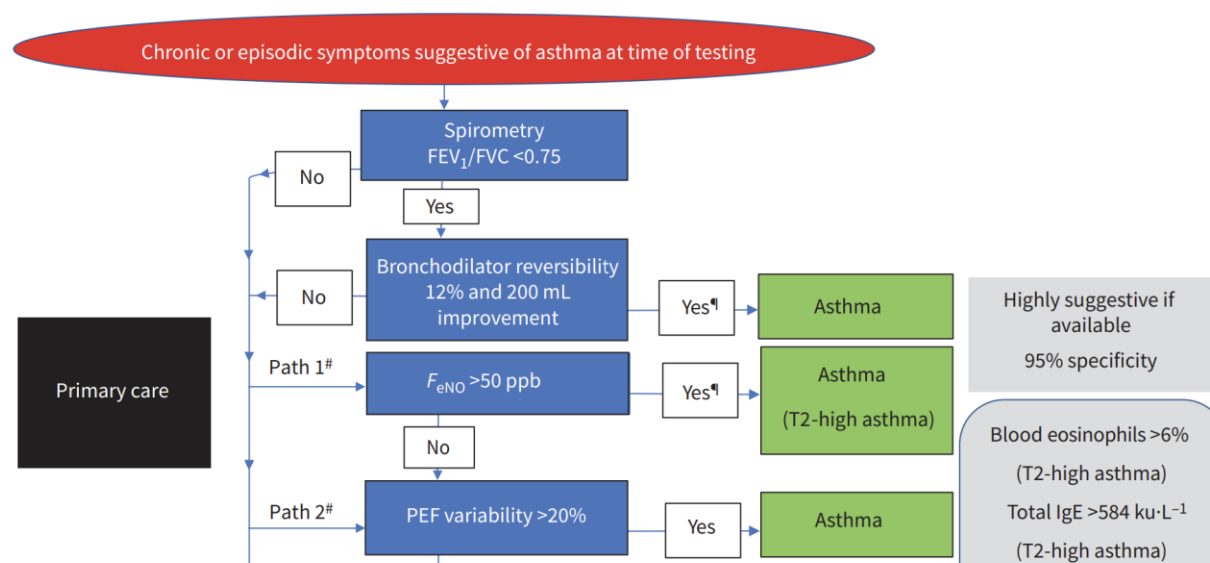 Chronic or episodic symptoms suggestive of asthma at time of testing
Spirometry
FEV₁/FVC <0.75
No
Yes
Bronchodilator reversibility
12% and 200 mL
improvement
No
Yes¶
Asthma
Highly suggestive if
available
95% specificity
Primary care
Path 1#
FeNO >50 ppb
Yes¶
Asthma
(T2-high asthma)
No
Blood eosinophils >6%
(T2-high asthma)
Total IgE >584 ku·L⁻¹
(T2-high asthma)
Path 2#
PEF variability >20%
Yes
Asthma